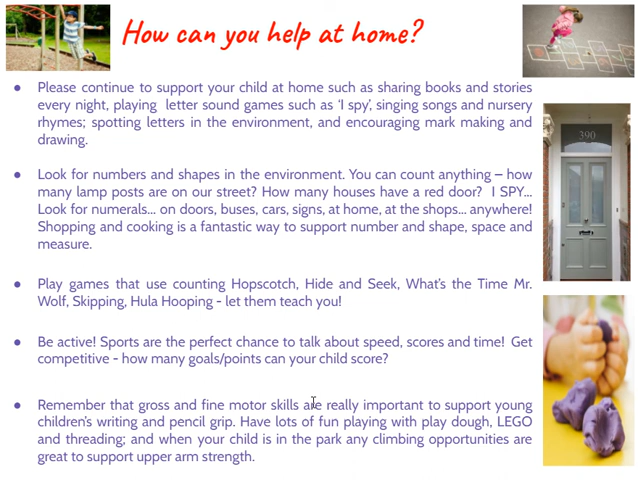 How can you help at home?
● Please continue to support your child at home such as sharing books and stories
every night, playing letter sound games such as ‘I spy’, singing songs and nursery
rhymes; spotting letters in the environment, and encouraging mark making and
drawing.
● Look for numbers and shapes in the environment. You can count anything – how
many lamp posts are on our street? How many houses have a red door? I SPY...
Look for numerals... on doors, buses, cars, signs, at home, at the shops... anywhere!
Shopping and cooking is a fantastic way to support number and shape, space and
measure.
390
● Play games that use counting Hopscotch, Hide and Seek, What’s the Time Mr.
Wolf, Skipping, Hula Hooping - let them teach you!
● Be active! Sports are the perfect chance to talk about speed, scores and time! Get
competitive - how many goals/points can your child score?
● Remember that gross and fine motor skills are really important to support young
children’s writing and pencil grip. Have lots of fun playing with play dough, LEGO
and threading; and when your child is in the park any climbing opportunities are
great to support upper arm strength.